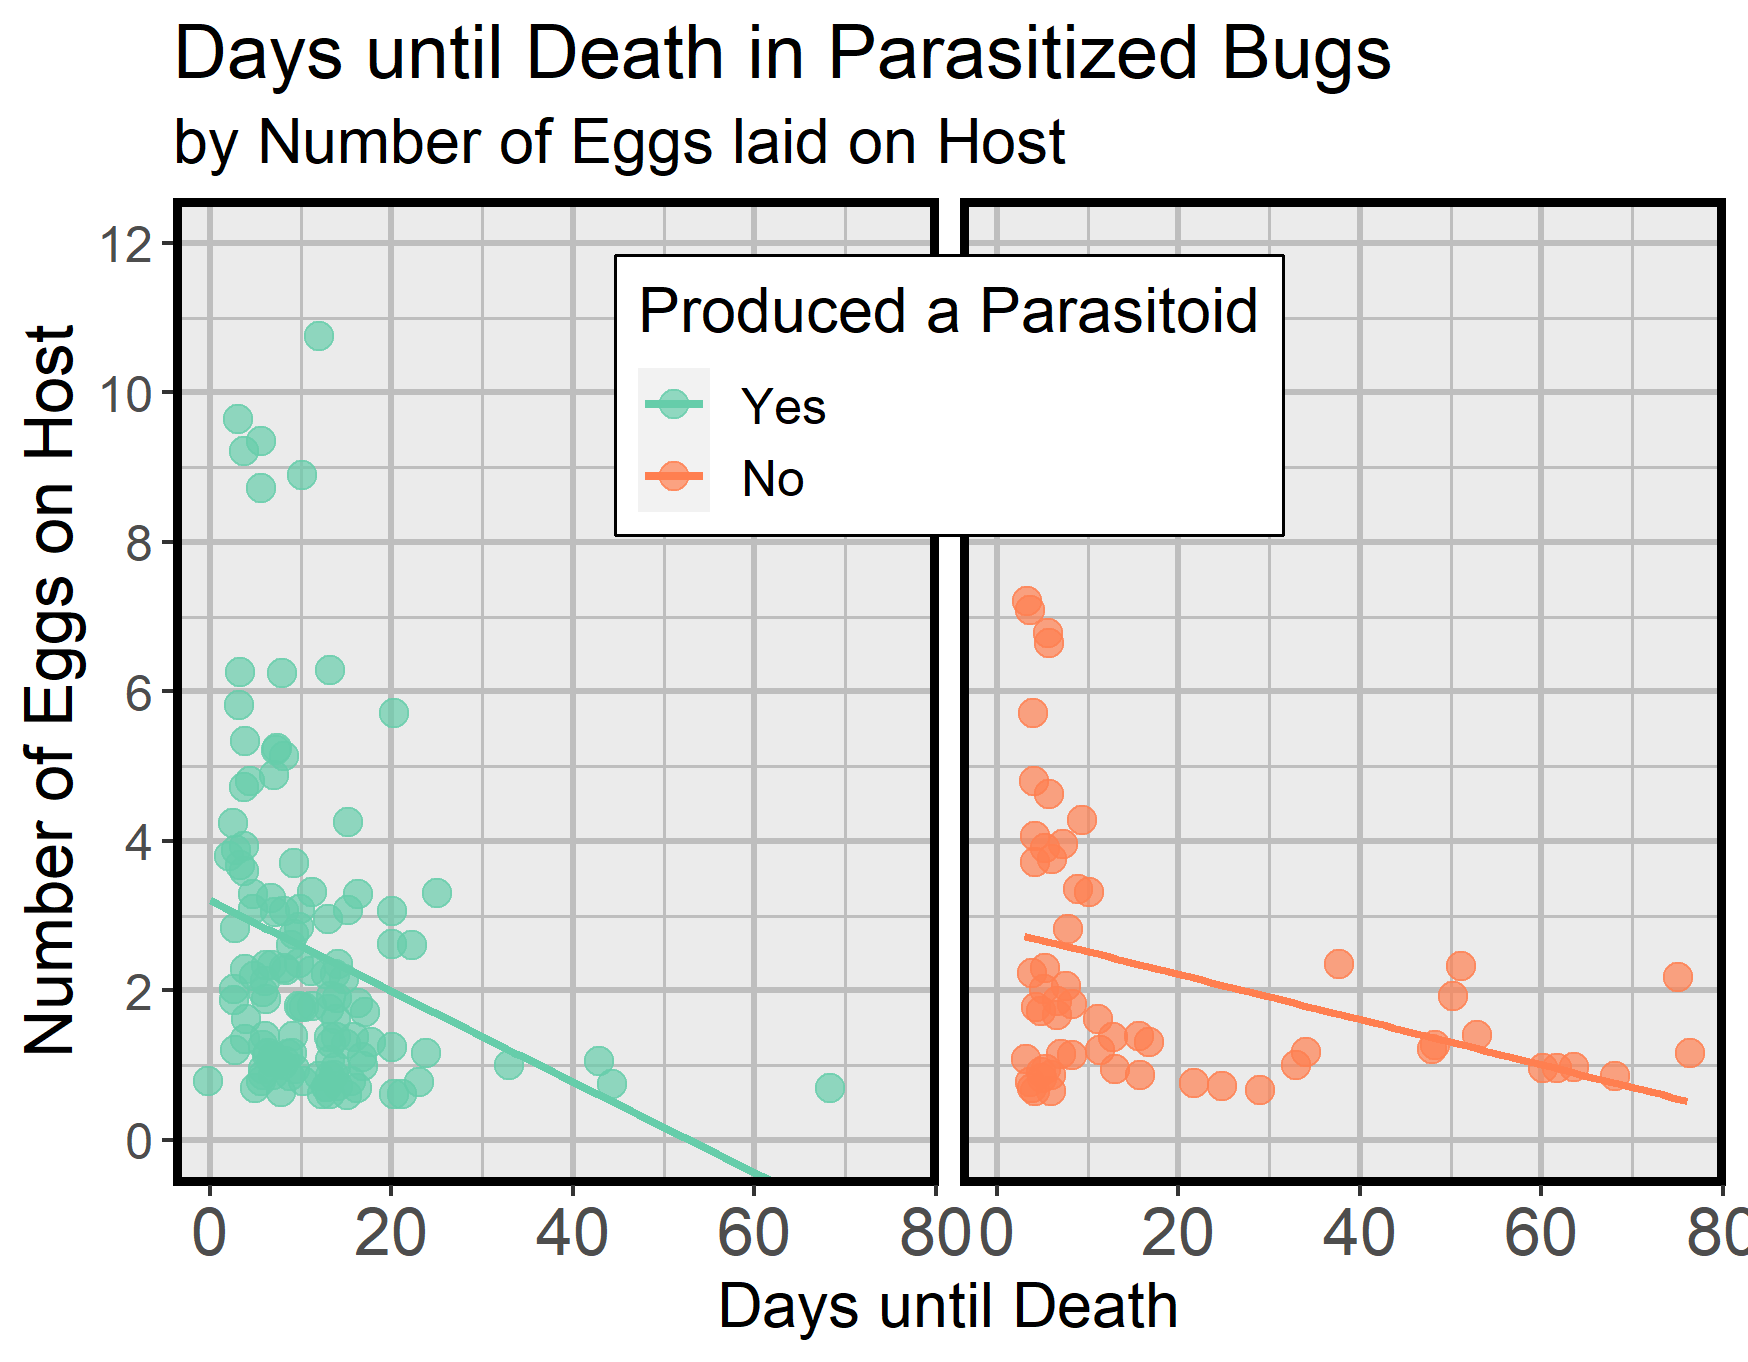 Days until Death in Parasitized Bugs
by Number of Eggs laid on Host
Number of Eggs on Host
12
10
8
6
4
2
0
Produced a Parasitoid
Yes
No
0 20 40 60 80 0 20 40 60 80
Days until Death